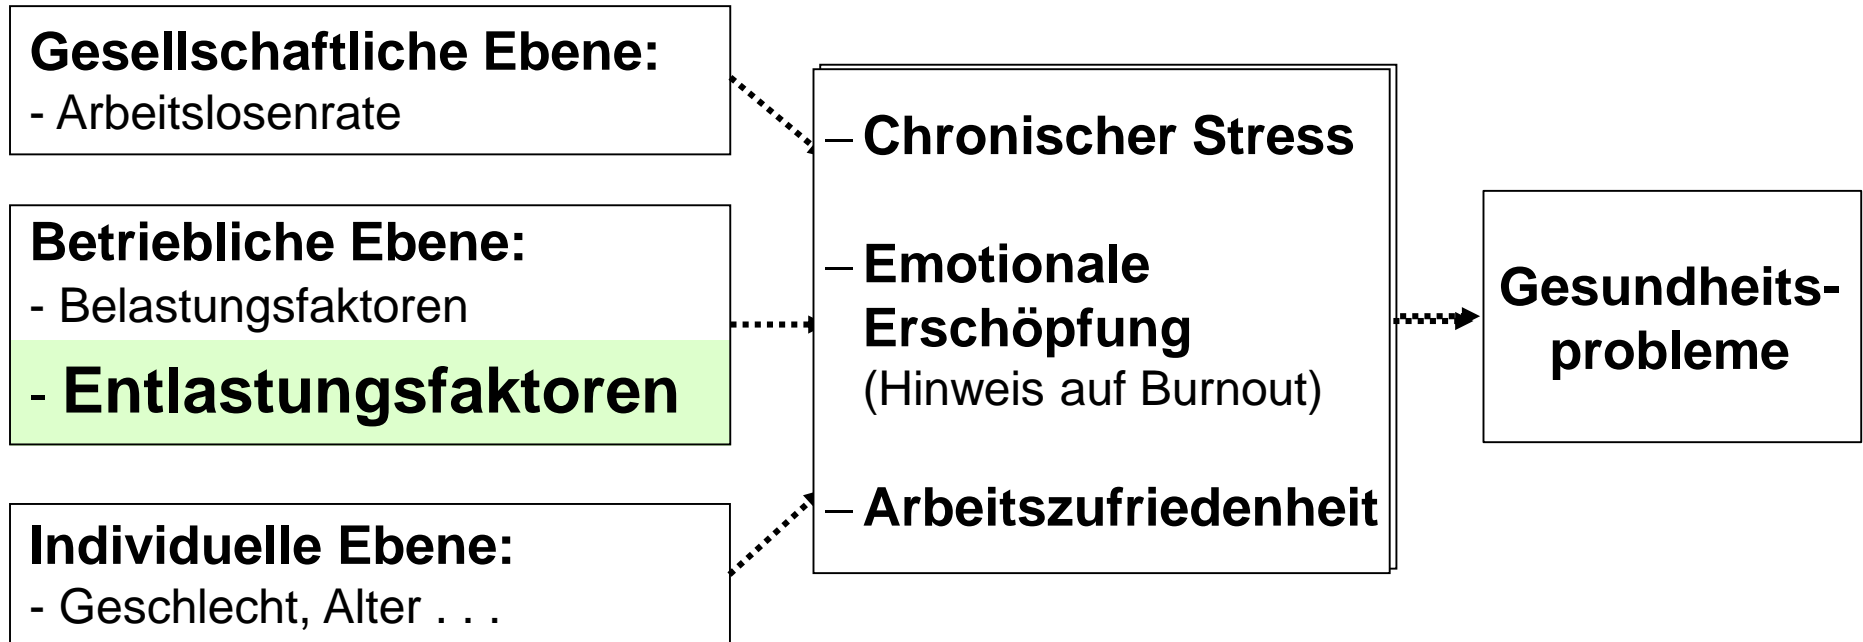 Gesellschaftliche Ebene:
- Arbeitslosenrate
Betriebliche Ebene:
- Belastungsfaktoren
- Entlastungsfaktoren
Individuelle Ebene:
- Geschlecht, Alter . . .
– Chronischer Stress
– Emotionale
Erschöpfung
(Hinweis auf Burnout)
– Arbeitszufriedenheit
Gesundheits-
probleme